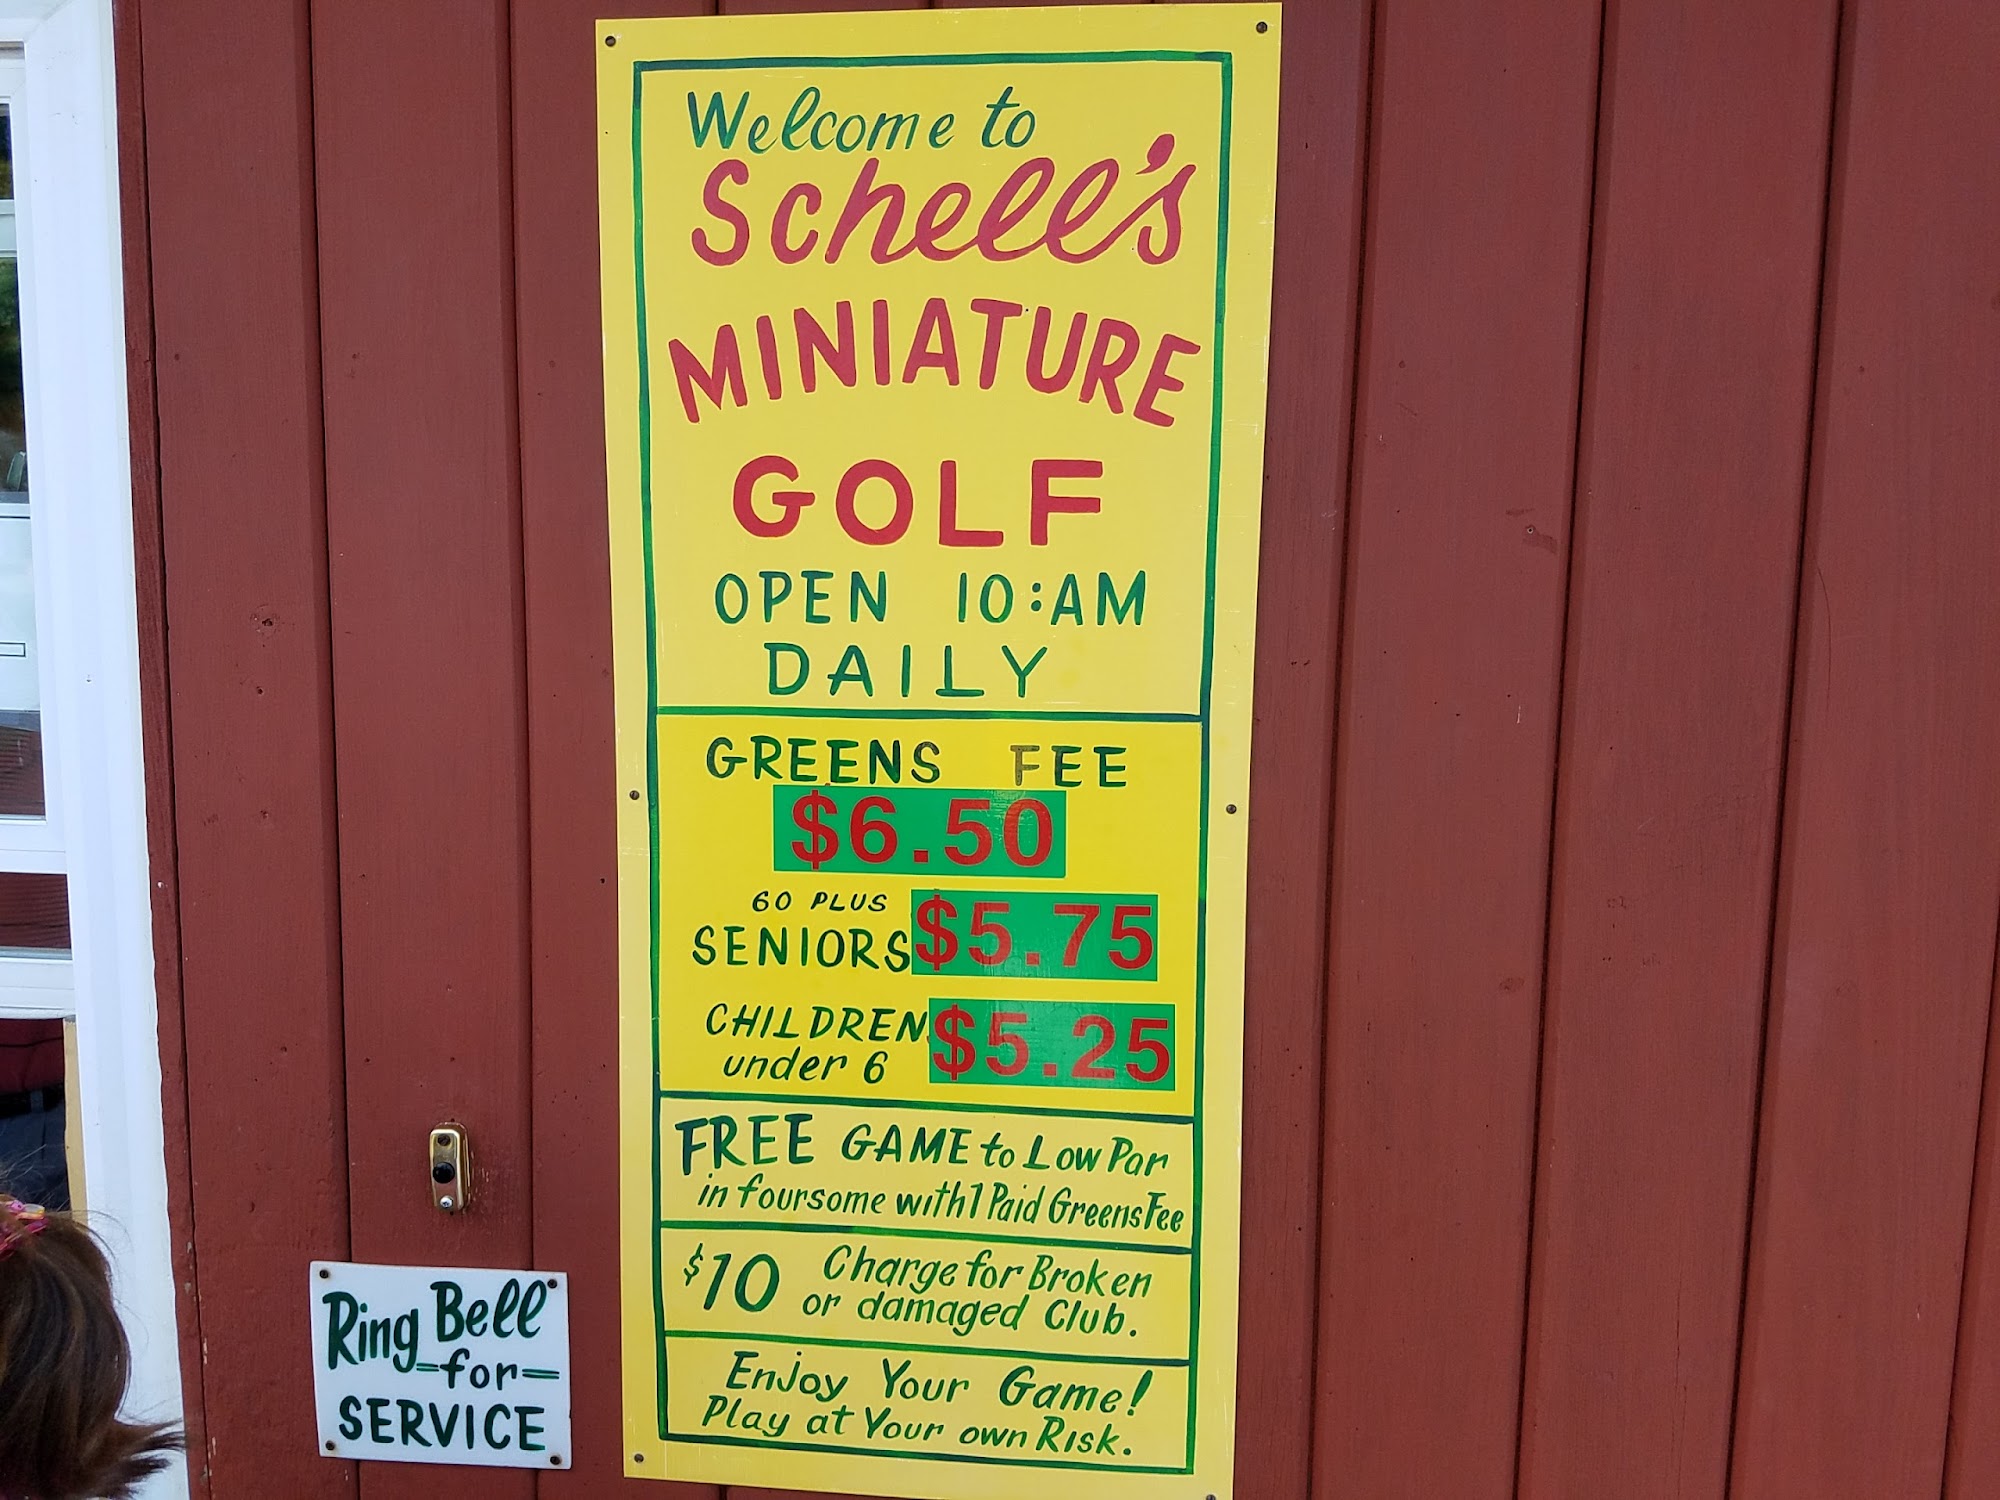 Welcome to
Schell's
MINIATURE
GOLF
OPEN 10:AM
DAILY
GREENS FEE
$6.50
60 PLUS
SENIORS $5.75
CHILDREN $5.25
under 6
FREE GAME to Low Par
in foursome with 1 Paid Greens Fee
$10 Charge for Broken
or damaged Club.
Enjoy Your Game!
Play at Your own Risk.
Ring Bell
=for=
SERVICE